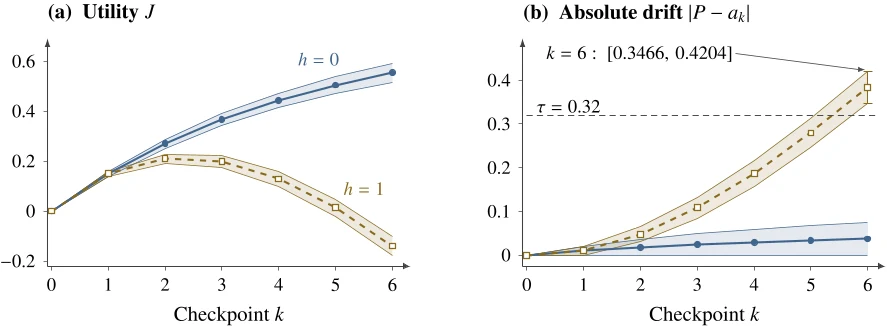 (a) Utility J
0.6
0.4
0.2
0
−0.2
h = 0
h = 1
0 1 2 3 4 5 6
Checkpoint k
(b) Absolute drift |P − aₖ|
k = 6 : [0.3466, 0.4204]
τ = 0.32
0.4
0.3
0.2
0.1
0
0 1 2 3 4 5 6
Checkpoint k